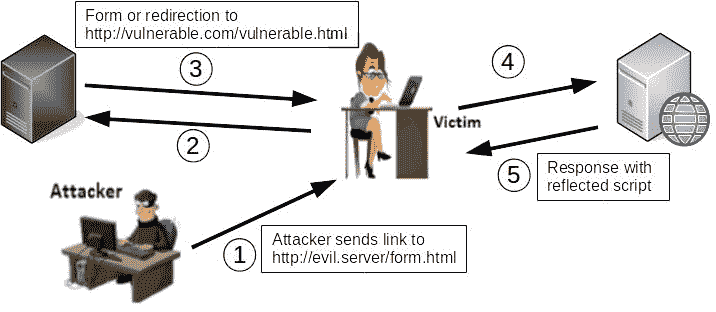 Form or redirection to
http://vulnerable.com/vulnerable.html
3
4
2
Victim
5
Response with
reflected script
Attacker
1
Attacker sends link to
http://evil.server/form.html